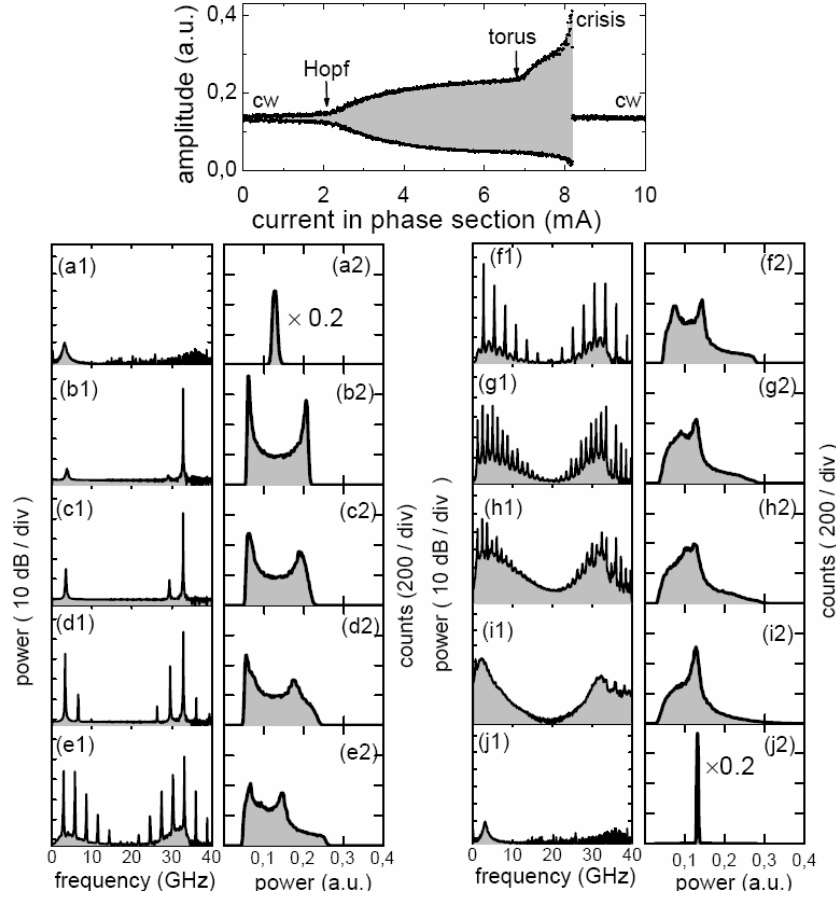 0,4
crisis
torus
Hopf
0,2
cw
cw
0,0
amplitude (a.u.)
0 2 4 6 8 10
current in phase section (mA)
(a1) (a2) (f1) (f2)
× 0.2
(b1) (b2) (g1) (g2)
(c1) (c2) (h1) (h2)
(d1) (d2) (i1) (i2)
(e1) (e2) (j1) (j2)
×0.2
power ( 10 dB / div)
counts (200 / div)
power ( 10 dB / div)
counts ( 200 / div)
0 10 20 30 40 0,1 0,2 0,3 0,4 0 10 20 30 40 0,1 0,2 0,3 0,4
frequency (GHz) power (a.u.) frequency (GHz) power (a.u.)